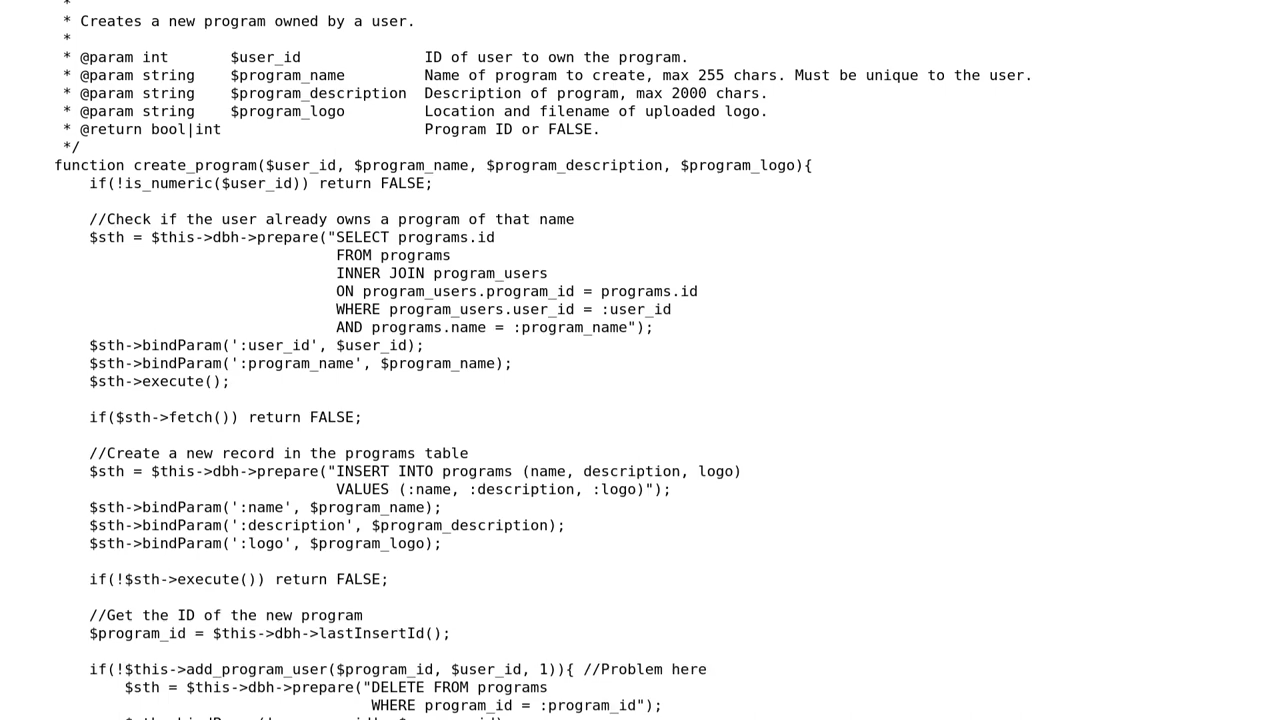 *
* Creates a new program owned by a user.
*
* @param int       $user_id              ID of user to own the program.
* @param string    $program_name         Name of program to create, max 255 chars. Must be unique to the user.
* @param string    $program_description  Description of program, max 2000 chars.
* @param string    $program_logo         Location and filename of uploaded logo.
* @return bool|int                       Program ID or FALSE.
*/
function create_program($user_id, $program_name, $program_description, $program_logo){
    if(!is_numeric($user_id)) return FALSE;

    //Check if the user already owns a program of that name
    $sth = $this->dbh->prepare("SELECT programs.id
                                FROM programs
                                INNER JOIN program_users
                                ON program_users.program_id = programs.id
                                WHERE program_users.user_id = :user_id
                                AND programs.name = :program_name");
    $sth->bindParam(':user_id', $user_id);
    $sth->bindParam(':program_name', $program_name);
    $sth->execute();

    if($sth->fetch()) return FALSE;

    //Create a new record in the programs table
    $sth = $this->dbh->prepare("INSERT INTO programs (name, description, logo)
                                VALUES (:name, :description, :logo)");
    $sth->bindParam(':name', $program_name);
    $sth->bindParam(':description', $program_description);
    $sth->bindParam(':logo', $program_logo);

    if(!$sth->execute()) return FALSE;

    //Get the ID of the new program
    $program_id = $this->dbh->lastInsertId();

    if(!$this->add_program_user($program_id, $user_id, 1)){ //Problem here
        $sth = $this->dbh->prepare("DELETE FROM programs
                                    WHERE program_id = :program_id");